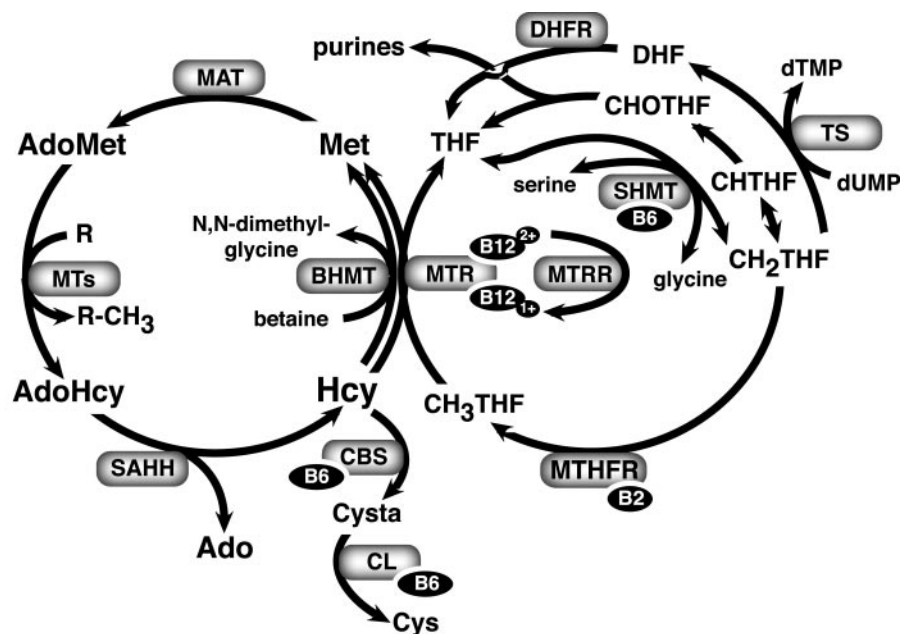 DHFR
purines
DHF
dTMP
MAT
CHOTHF
TS
AdoMet
Met
THF
CHTHF
dUMP
serine
SHMT
B6
R
N,N-dimethyl-
glycine
B12 2+
CH2THF
MTs
BHMT
MTR
MTRR
glycine
B12 1+
R-CH3
betaine
AdoHcy
Hcy
CH3THF
SAHH
CBS
B6
MTHFR
B2
Cysta
Ado
CL
B6
Cys